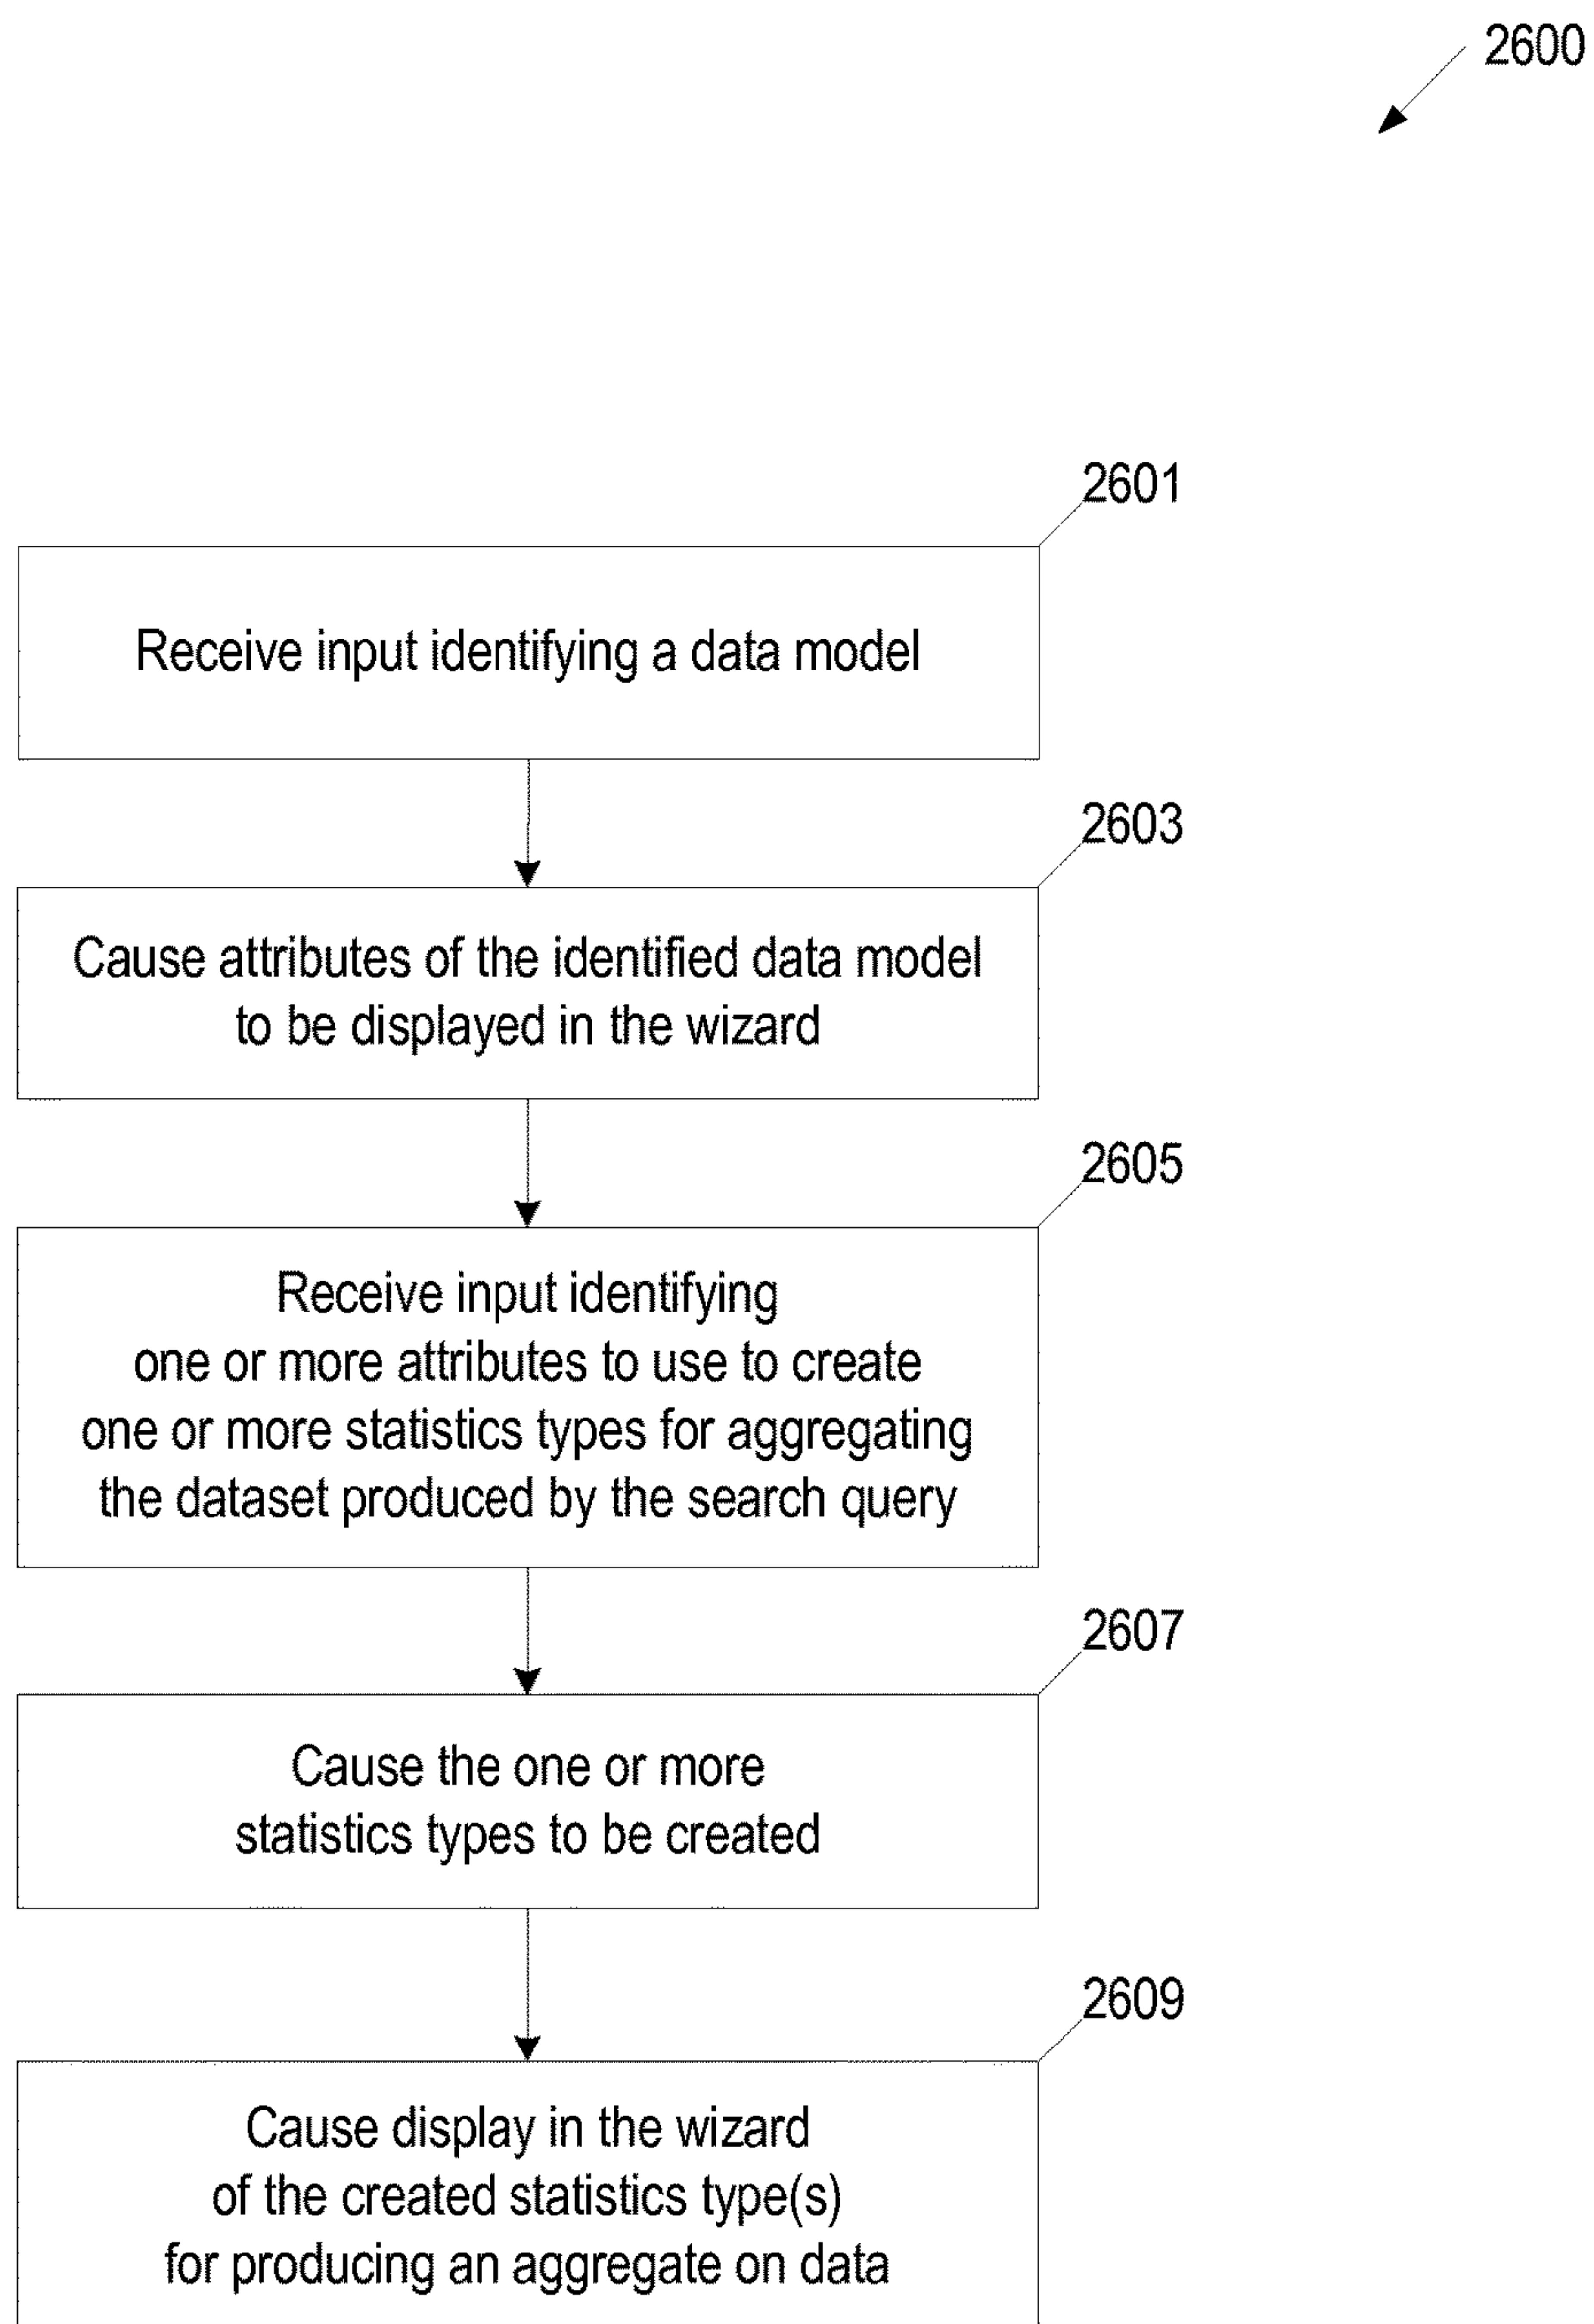 2600
2601
Receive input identifying a data model
2603
Cause attributes of the identified data model
to be displayed in the wizard
2605
Receive input identifying
one or more attributes to use to create
one or more statistics types for aggregating
the dataset produced by the search query
2607
Cause the one or more
statistics types to be created
2609
Cause display in the wizard
of the created statistics type(s)
for producing an aggregate on data